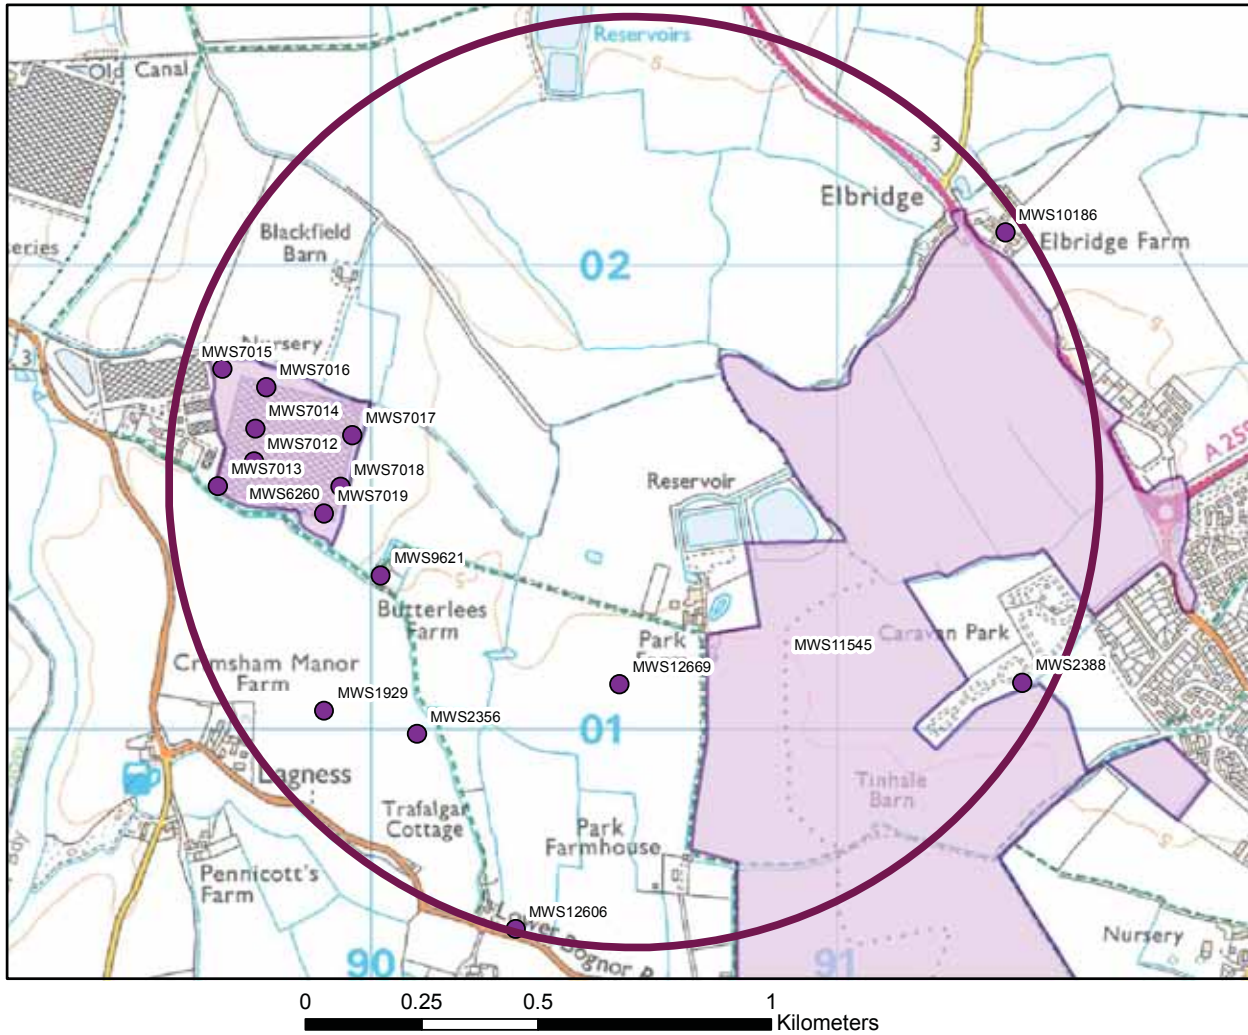 Reservoirs
Old Canal
3
Elbridge
MWS10186
Elbridge Farm
Blackfield
Barn
02
eries
3
Nursery
MWS7015
MWS7016
MWS7014
MWS7017
MWS7012
MWS7013
MWS7018
MWS6260
MWS7019
A 259
Reservoir
MWS9621
Butterlees
Farm
Park
Caravan Park
MWS11545
MWS12669
MWS2388
Crimsham Manor
Farm
MWS1929
MWS2356
01
Lagness
Tinhale
Barn
Trafalgar
Cottage
Park
Farmhouse
Pennicott's
Farm
MWS12606
Lower Bognor R
Nursery
90
91
0 0.25 0.5 1
Kilometers